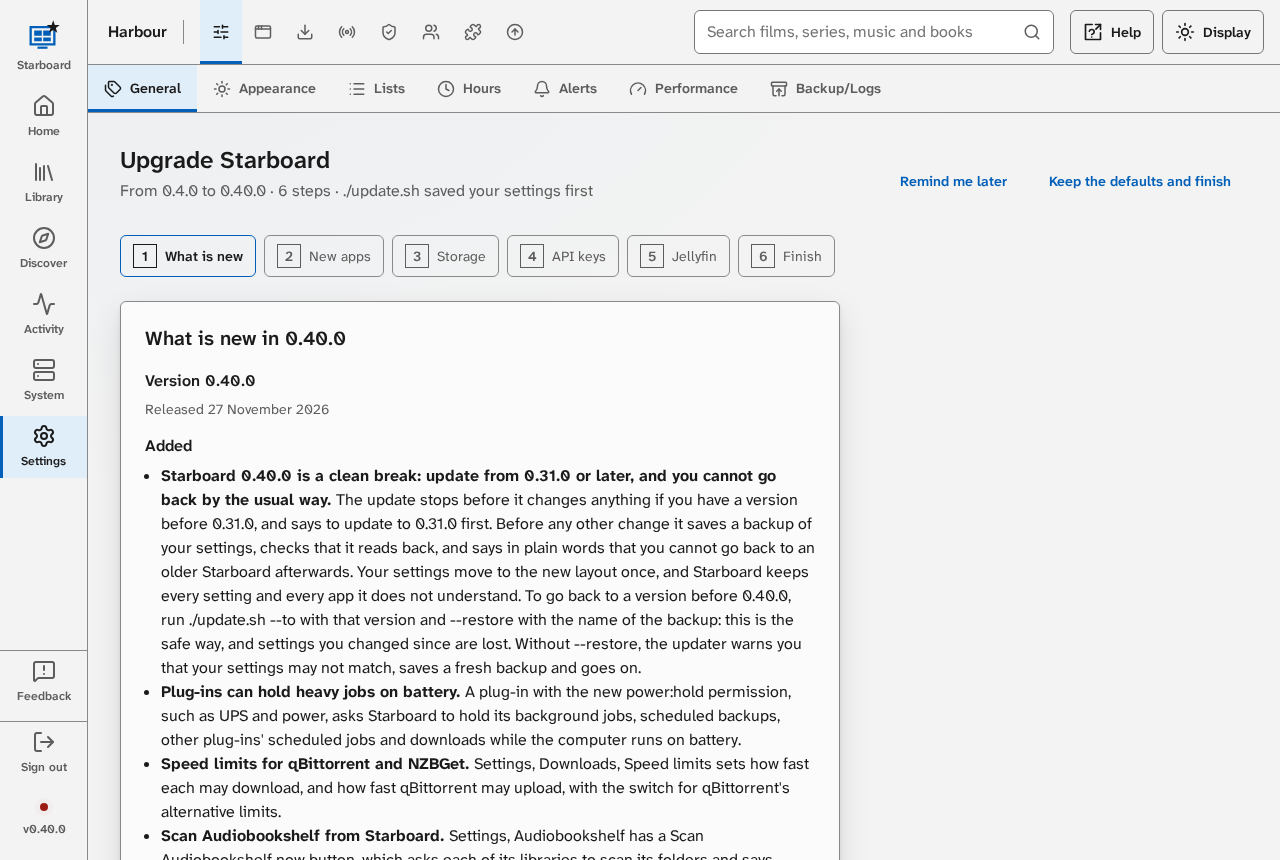 Starboard
Home
Library
Discover
Activity
System
Settings
Feedback
Sign out
v0.40.0
Harbour
Search films, series, music and books
Help
Display
General
Appearance
Lists
Hours
Alerts
Performance
Backup/Logs
Upgrade Starboard
From 0.4.0 to 0.40.0 · 6 steps · ./update.sh saved your settings first
Remind me later
Keep the defaults and finish
1 What is new
2 New apps
3 Storage
4 API keys
5 Jellyfin
6 Finish
What is new in 0.40.0
Version 0.40.0
Released 27 November 2026
Added
• Starboard 0.40.0 is a clean break: update from 0.31.0 or later, and you cannot go
back by the usual way. The update stops before it changes anything if you have a version
before 0.31.0, and says to update to 0.31.0 first. Before any other change it saves a backup of
your settings, checks that it reads back, and says in plain words that you cannot go back to an
older Starboard afterwards. Your settings move to the new layout once, and Starboard keeps
every setting and every app it does not understand. To go back to a version before 0.40.0,
run ./update.sh --to with that version and --restore with the name of the backup: this is the
safe way, and settings you changed since are lost. Without --restore, the updater warns you
that your settings may not match, saves a fresh backup and goes on.
• Plug-ins can hold heavy jobs on battery. A plug-in with the new power:hold permission,
such as UPS and power, asks Starboard to hold its background jobs, scheduled backups,
other plug-ins' scheduled jobs and downloads while the computer runs on battery.
• Speed limits for qBittorrent and NZBGet. Settings, Downloads, Speed limits sets how fast
each may download, and how fast qBittorrent may upload, with the switch for qBittorrent's
alternative limits.
• Scan Audiobookshelf from Starboard. Settings, Audiobookshelf has a Scan
Audiobookshelf now button, which asks each of its libraries to scan its folders and says